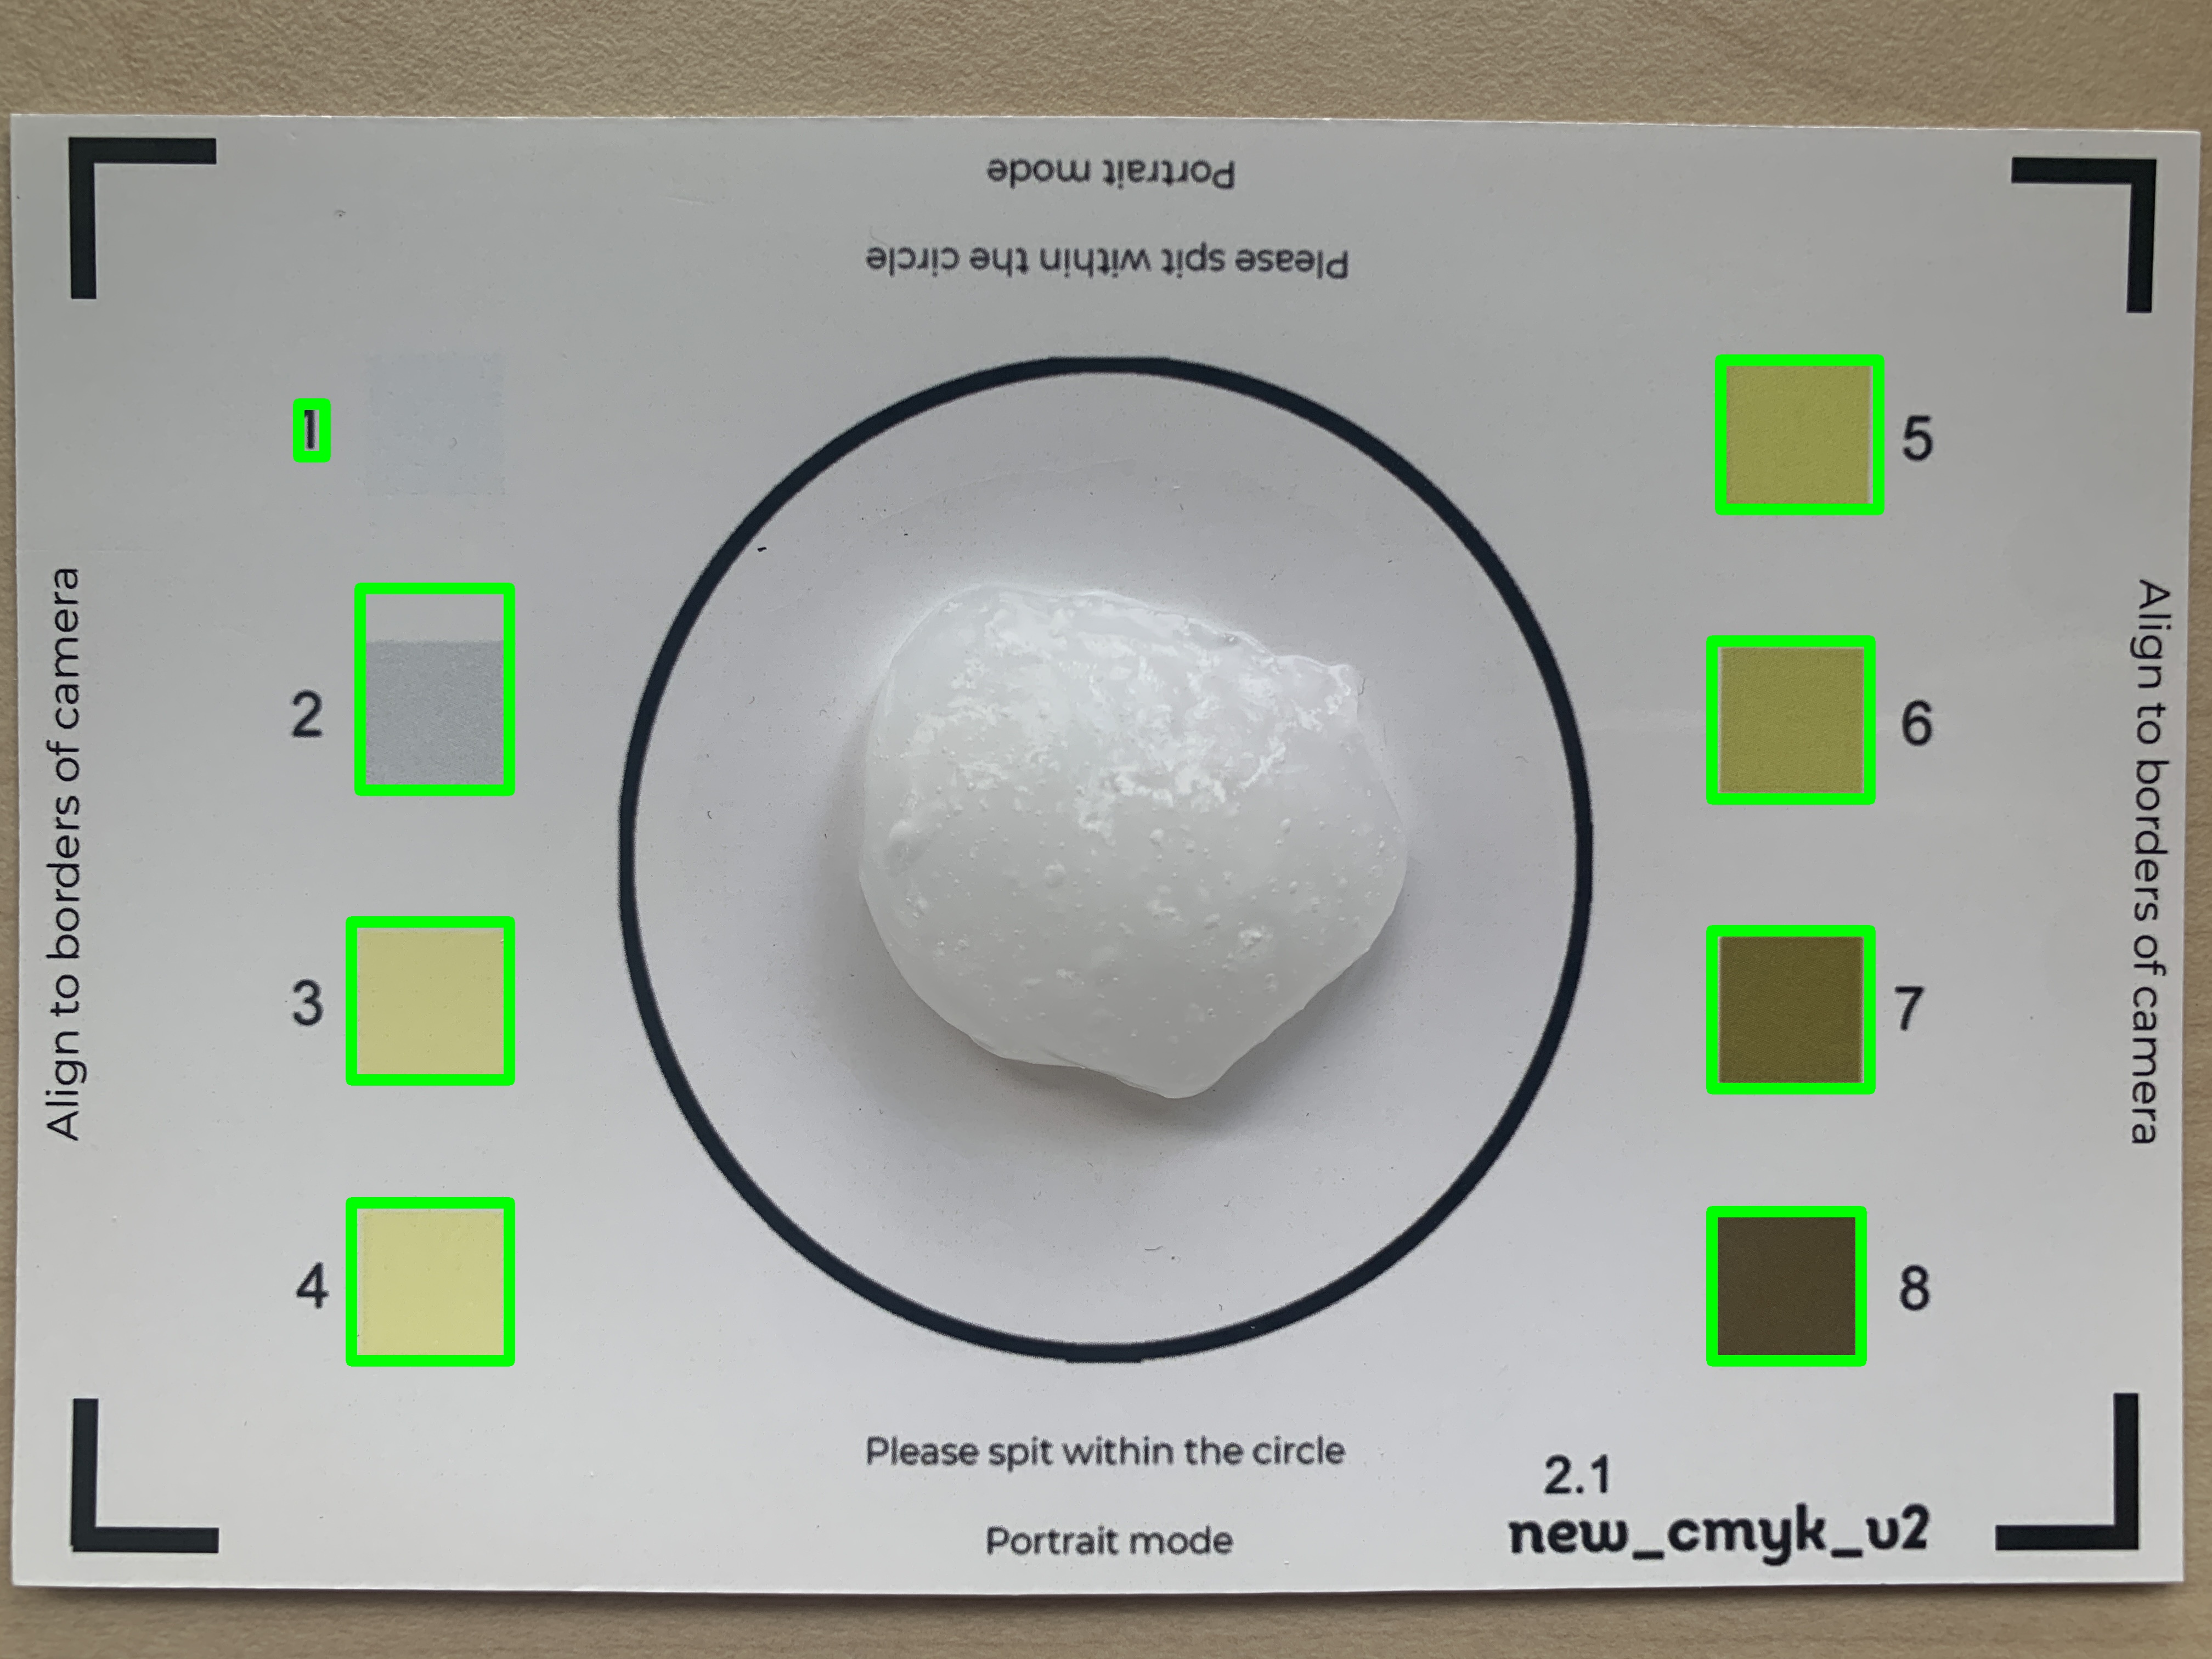 Portrait mode
Please spit within the circle
1
5
2
6
Align to borders of camera
Align to borders of camera
3
7
4
8
Please spit within the circle
2.1
Portrait mode
new_cmyk_v2